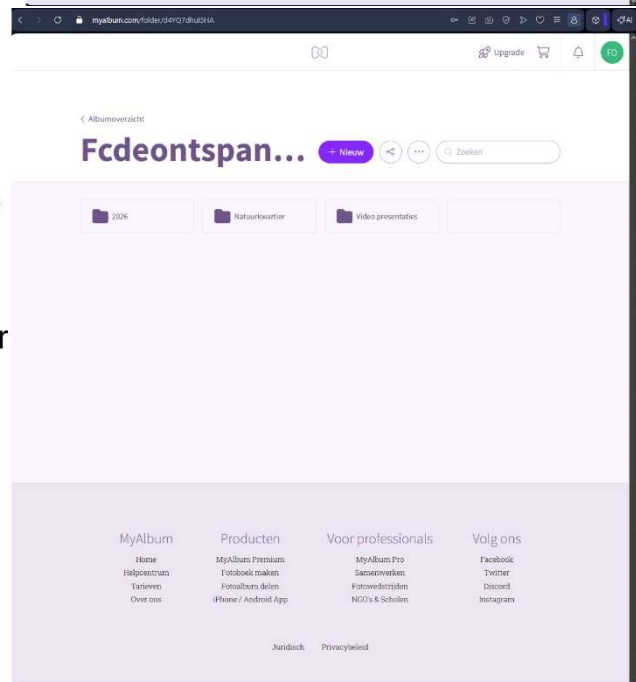 myalbum.com/folder/d4YQ7dhul5HA
AI
Upgrade
FO
Albumoverzicht
Fcdeontspan...
+ Nieuw
Zoeken
2026
Natuurkwartier
Video presentaties
r
MyAlbum
Home
Helpcentrum
Tarieven
Over ons
Producten
MyAlbum Premium
Fotoboek maken
Fotoalbum delen
iPhone / Android App
Voor professionals
MyAlbum Pro
Samenwerken
Fotowedstrijden
NGO's & Scholen
Volg ons
Facebook
Twitter
Discord
Instagram
Juridisch
Privacybeleid